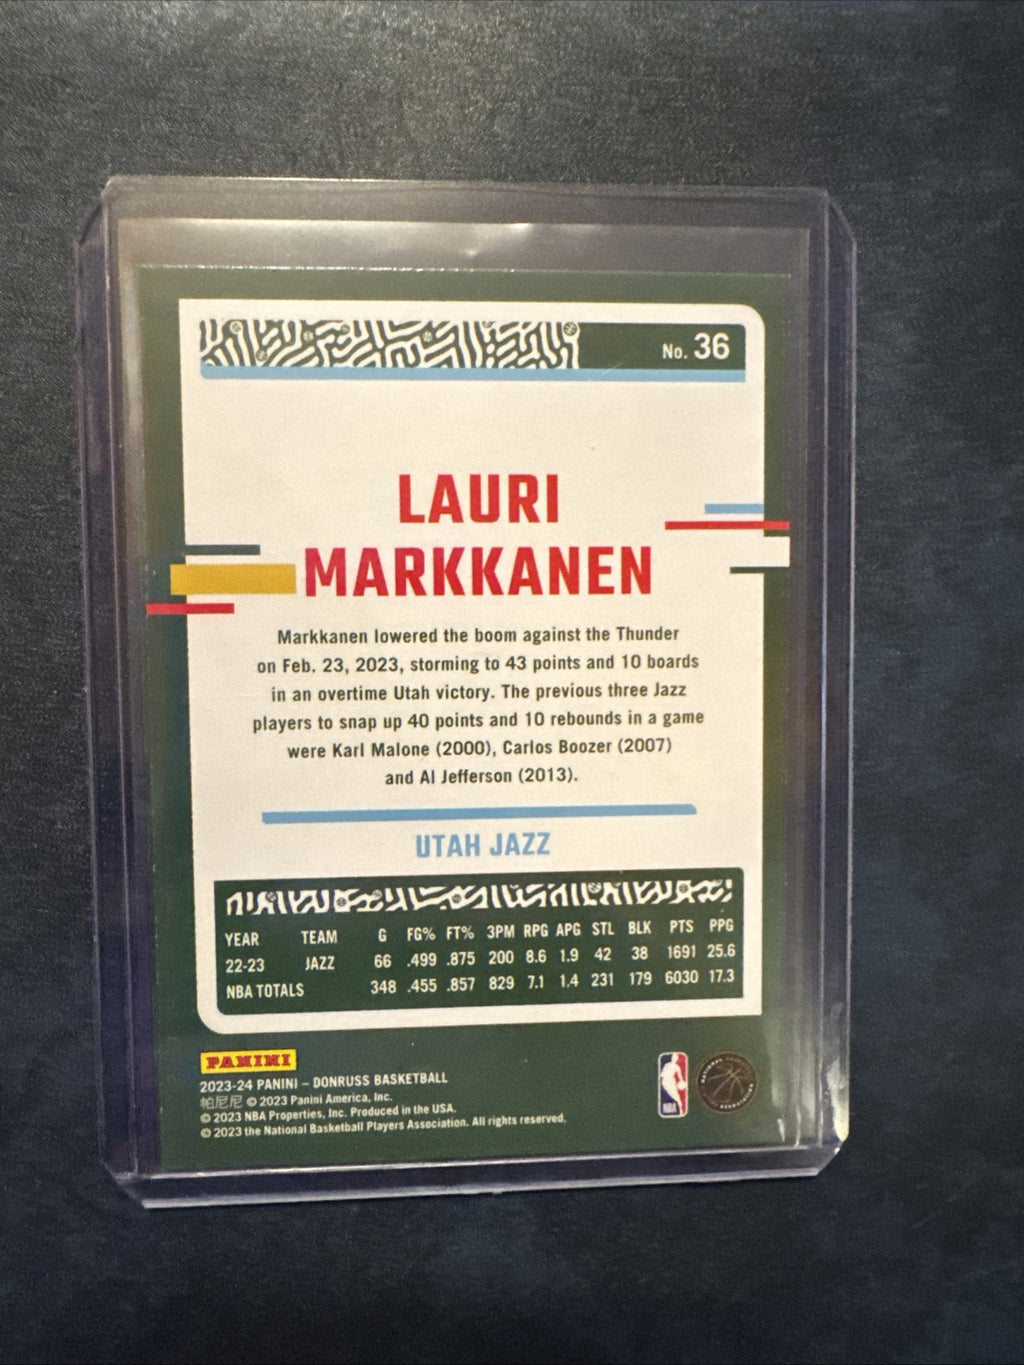 No. 36
LAURI
MARKKANEN
Markkanen lowered the boom against the Thunder
on Feb. 23, 2023, storming to 43 points and 10 boards
in an overtime Utah victory. The previous three Jazz
players to snap up 40 points and 10 rebounds in a game
were Karl Malone (2000), Carlos Boozer (2007)
and Al Jefferson (2013).
UTAH JAZZ
YEAR TEAM G FG% FT% 3PM RPG APG STL BLK PTS PPG
22-23 JAZZ 66 .499 .875 200 8.6 1.9 42 38 1691 25.6
NBA TOTALS 348 .455 .857 829 7.1 1.4 231 179 6030 17.3
PANINI
2023-24 PANINI – DONRUSS BASKETBALL
帕尼尼 © 2023 Panini America, Inc.
© 2023 NBA Properties, Inc. Produced in the USA.
© 2023 the National Basketball Players Association. All rights reserved.
NBA